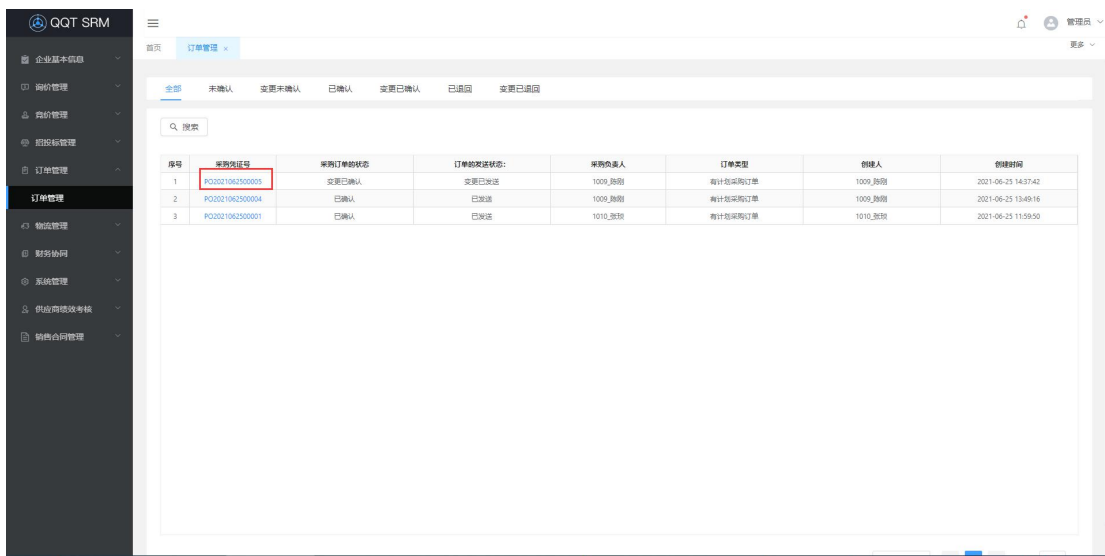 QQT SRM
管理员
首页 订单管理 ×
更多
企业基本信息
询价管理
竞价管理
招投标管理
订单管理
订单管理
物流管理
财务协同
系统管理
供应商绩效考核
销售合同管理
全部 未确认 变更未确认 已确认 变更已确认 已退回 变更已退回
搜索
序号 采购凭证号 采购订单的状态 订单的发送状态: 采购负责人 订单类型 创建人 创建时间
1 PO2021062500005 变更已确认 变更已发送 1009_陈刚 有计划采购订单 1009_陈刚 2021-06-25 14:37:42
2 PO2021062500004 已确认 已发送 1009_陈刚 有计划采购订单 1009_陈刚 2021-06-25 13:49:16
3 PO2021062500001 已确认 已发送 1010_张玫 有计划采购订单 1010_张玫 2021-06-25 11:59:50